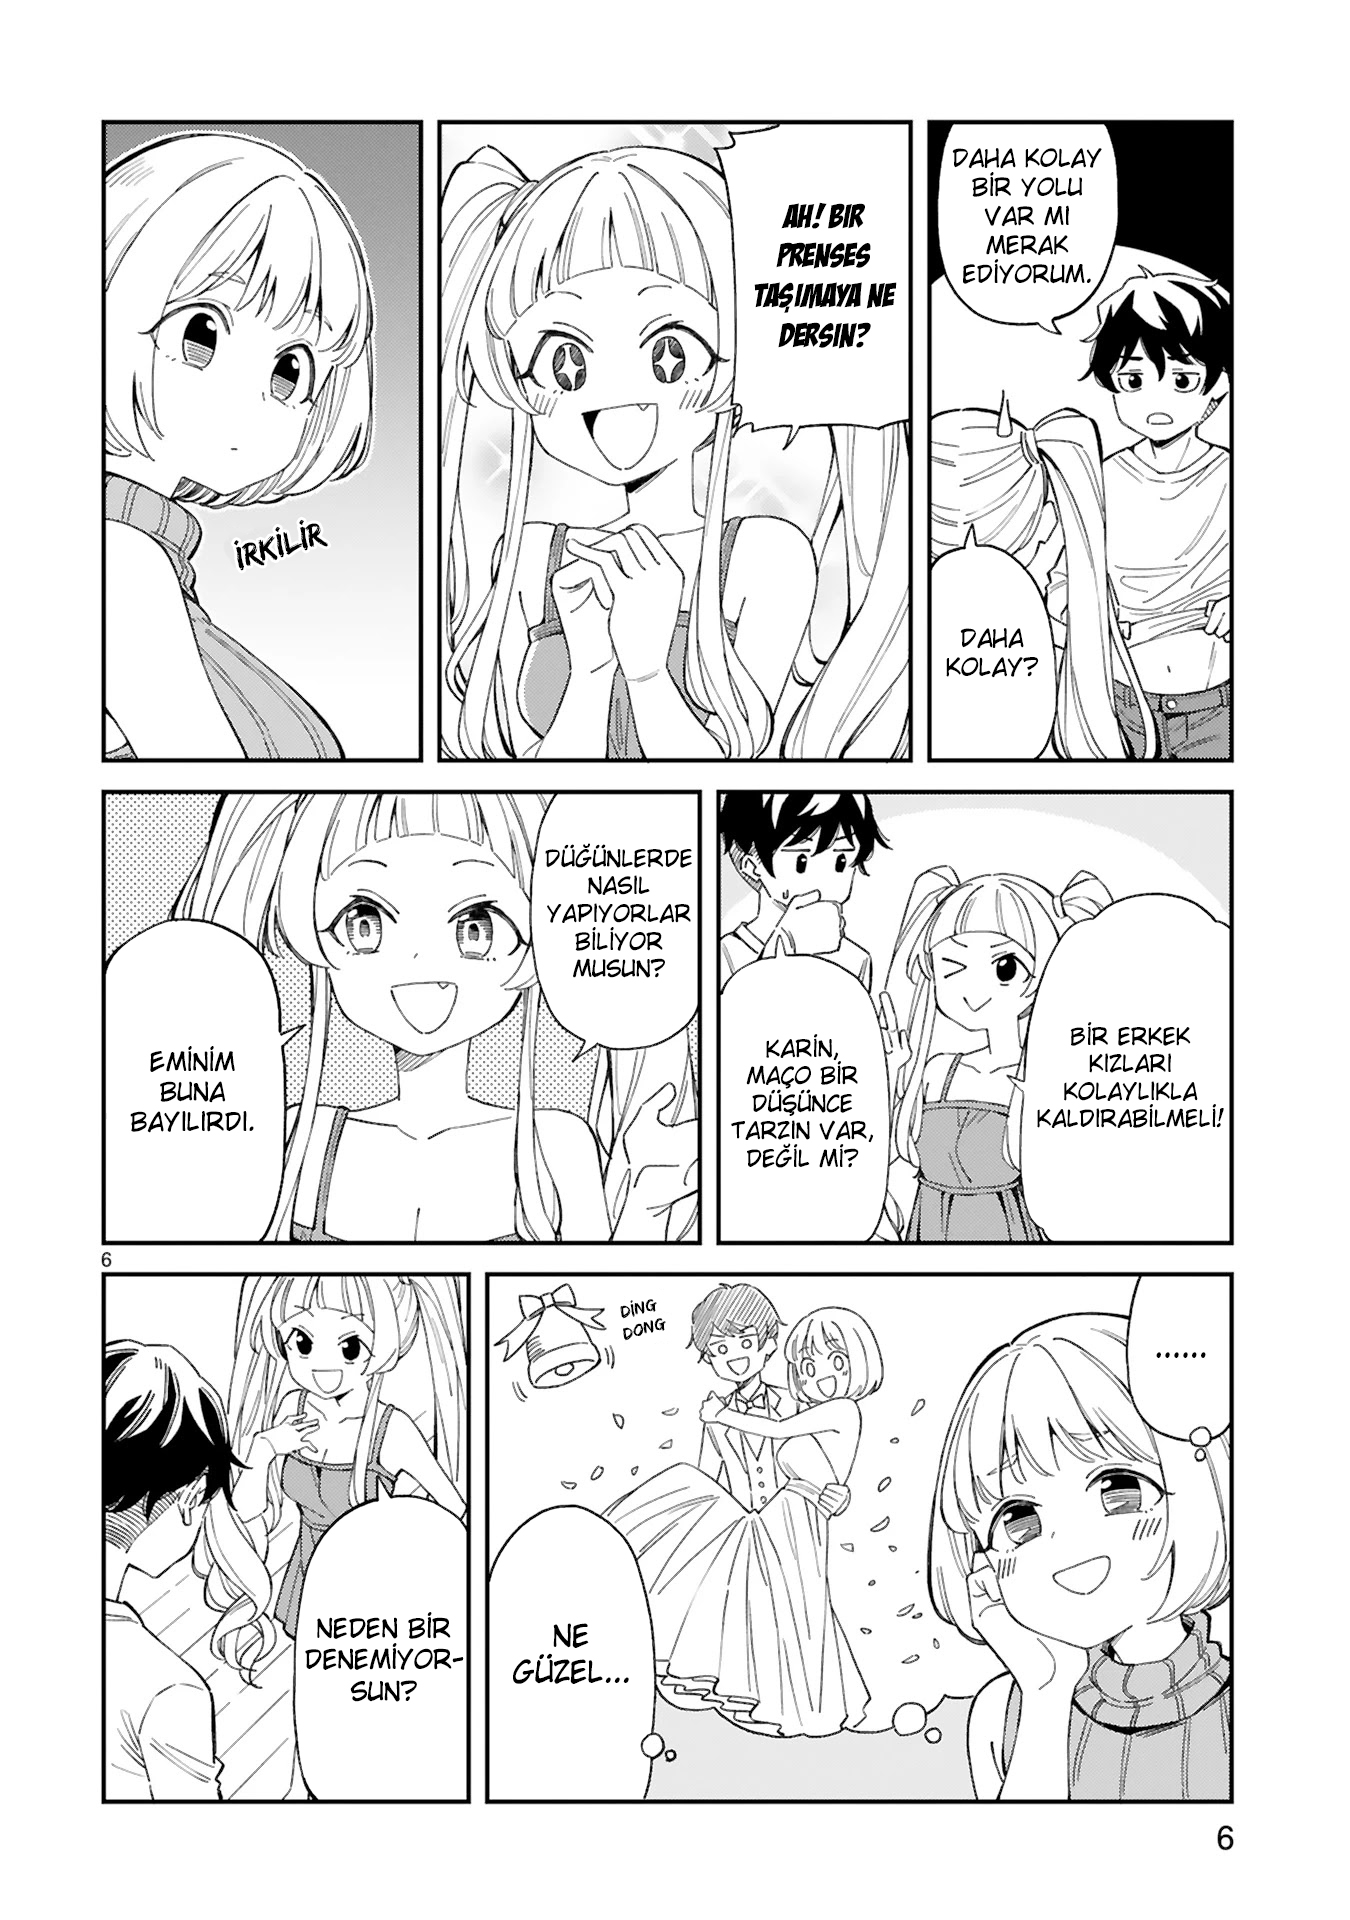 DAHA KOLAY
BİR YOLU
VAR MI
MERAK
EDİYORUM.
DAHA
KOLAY?
AH! BIR
PRENSES
TAŞIMAYA NE
DERSIN?
İRKİLİR
BİR ERKEK
KIZLARI
KOLAYLIKLA
KALDIRABİLMELİ!
KARİN,
MAÇO BİR
DÜŞÜNCE
TARZIN VAR,
DEĞİL Mİ?
DÜĞÜNLERDE
NASIL
YAPIYORLAR
BİLİYOR
MUSUN?
EMİNİM
BUNA
BAYILIRDI.
6
......
DİNG
DONG
NE
GÜZEL...
NEDEN BİR
DENEMİYOR-
SUN?
6